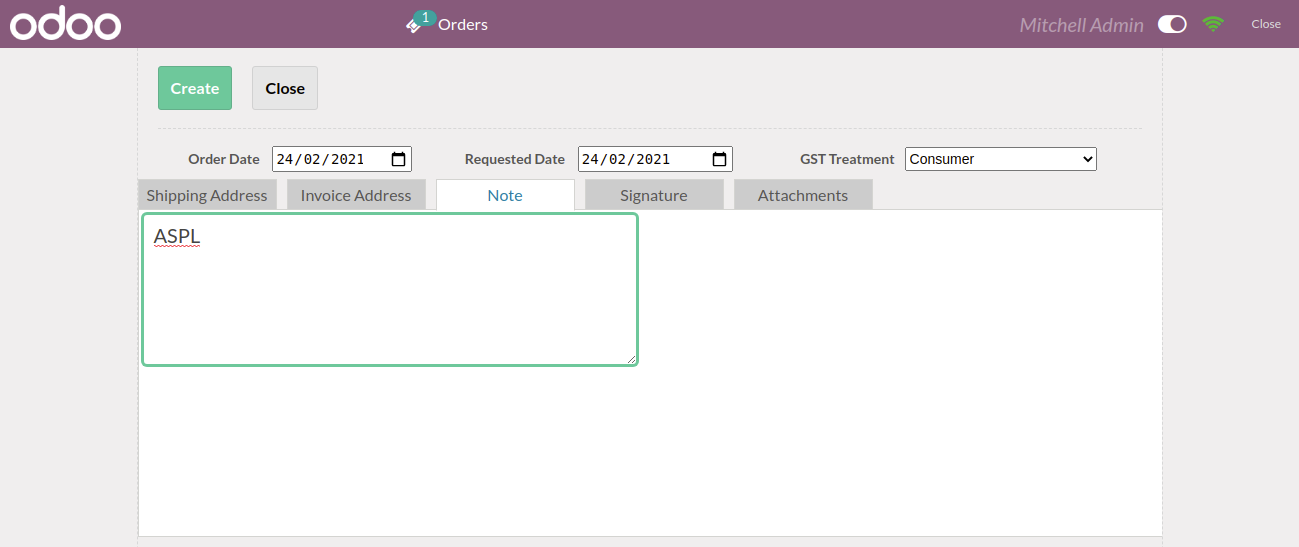 odoo 1 Orders Mitchell Admin Close
Create Close
Order Date 24/02/2021 Requested Date 24/02/2021 GST Treatment Consumer
Shipping Address Invoice Address Note Signature Attachments
ASPL